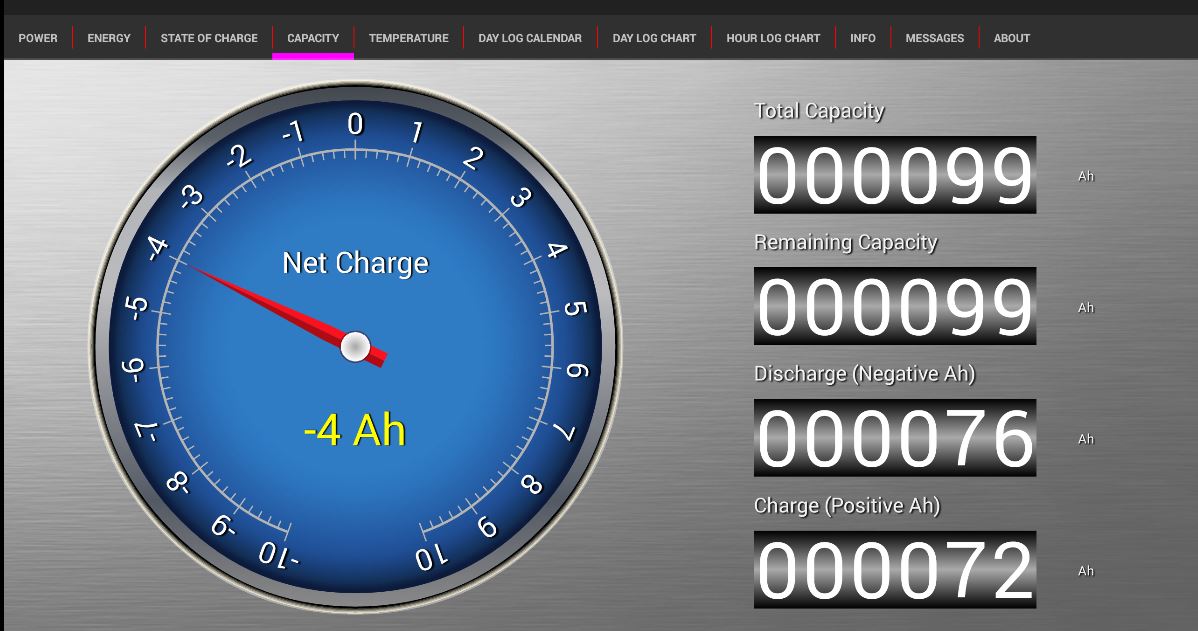 POWER ENERGY STATE OF CHARGE CAPACITY TEMPERATURE DAY LOG CALENDAR DAY LOG CHART HOUR LOG CHART INFO MESSAGES ABOUT
-10 -9 -8 -7 -6 -5 -4 -3 -2 -1 0 1 2 3 4 5 6 7 8 9 10
Net Charge
-4 Ah
Total Capacity
000099 Ah
Remaining Capacity
000099 Ah
Discharge (Negative Ah)
000076 Ah
Charge (Positive Ah)
000072 Ah